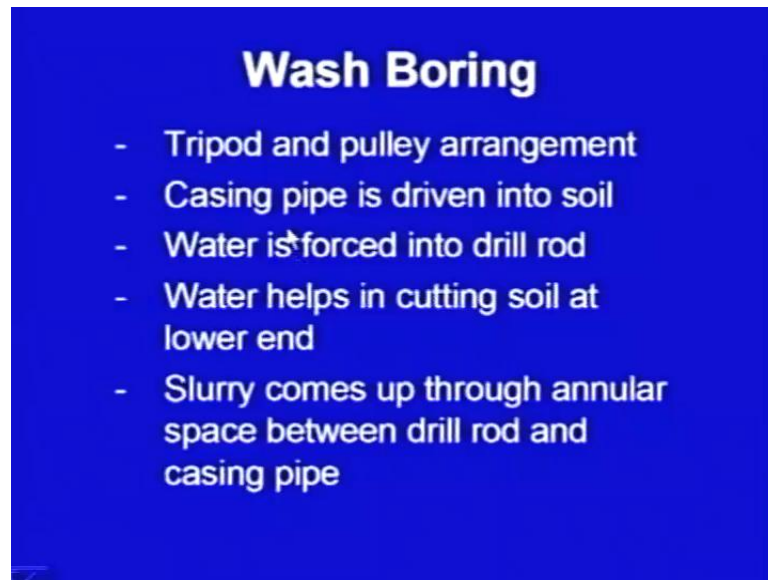 Wash Boring
- Tripod and pulley arrangement
- Casing pipe is driven into soil
- Water is forced into drill rod
- Water helps in cutting soil at
lower end
- Slurry comes up through annular
space between drill rod and
casing pipe